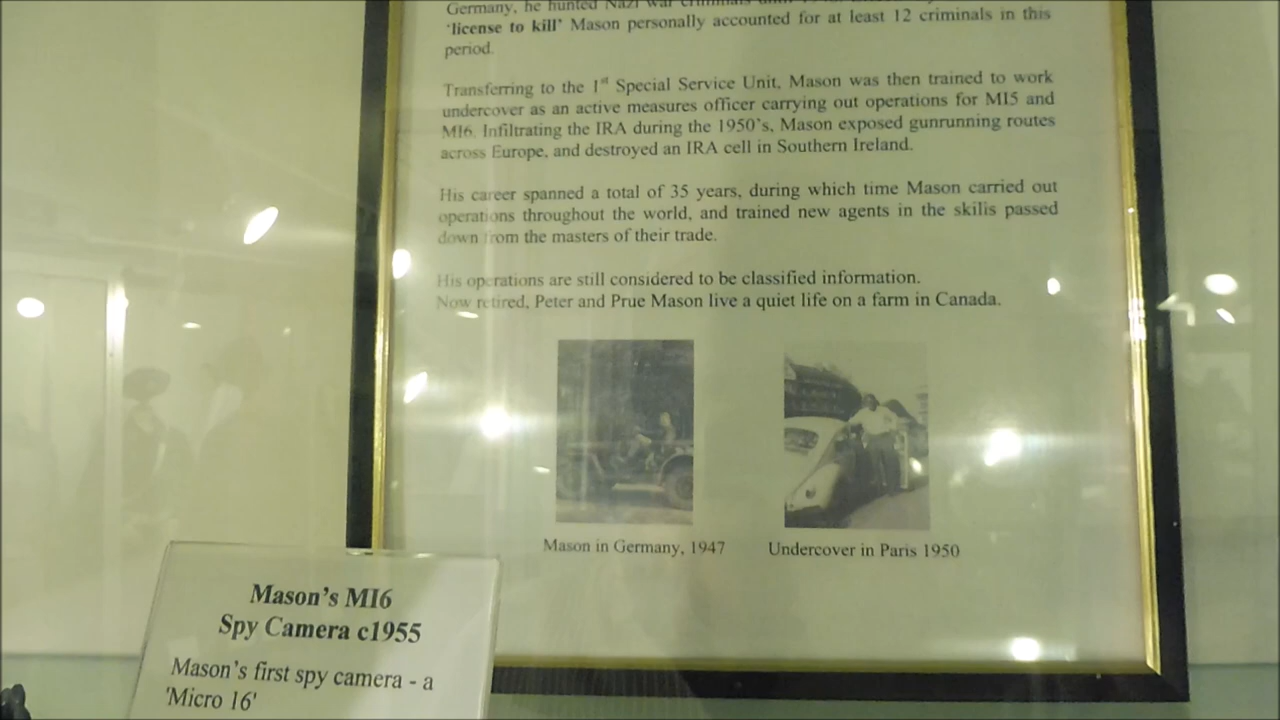 Germany, he hunted Nazi war criminals
'license to kill' Mason personally accounted for at least 12 criminals in this
period.
Transferring to the 1st Special Service Unit, Mason was then trained to work
undercover as an active measures officer carrying out operations for MI5 and
MI6. Infiltrating the IRA during the 1950's, Mason exposed gunrunning routes
across Europe, and destroyed an IRA cell in Southern Ireland.
His career spanned a total of 35 years, during which time Mason carried out
operations throughout the world, and trained new agents in the skills passed
down from the masters of their trade.
His operations are still considered to be classified information.
Now retired, Peter and Prue Mason live a quiet life on a farm in Canada.
Mason in Germany, 1947
Undercover in Paris 1950
Mason's MI6
Spy Camera c1955
Mason's first spy camera - a
'Micro 16'